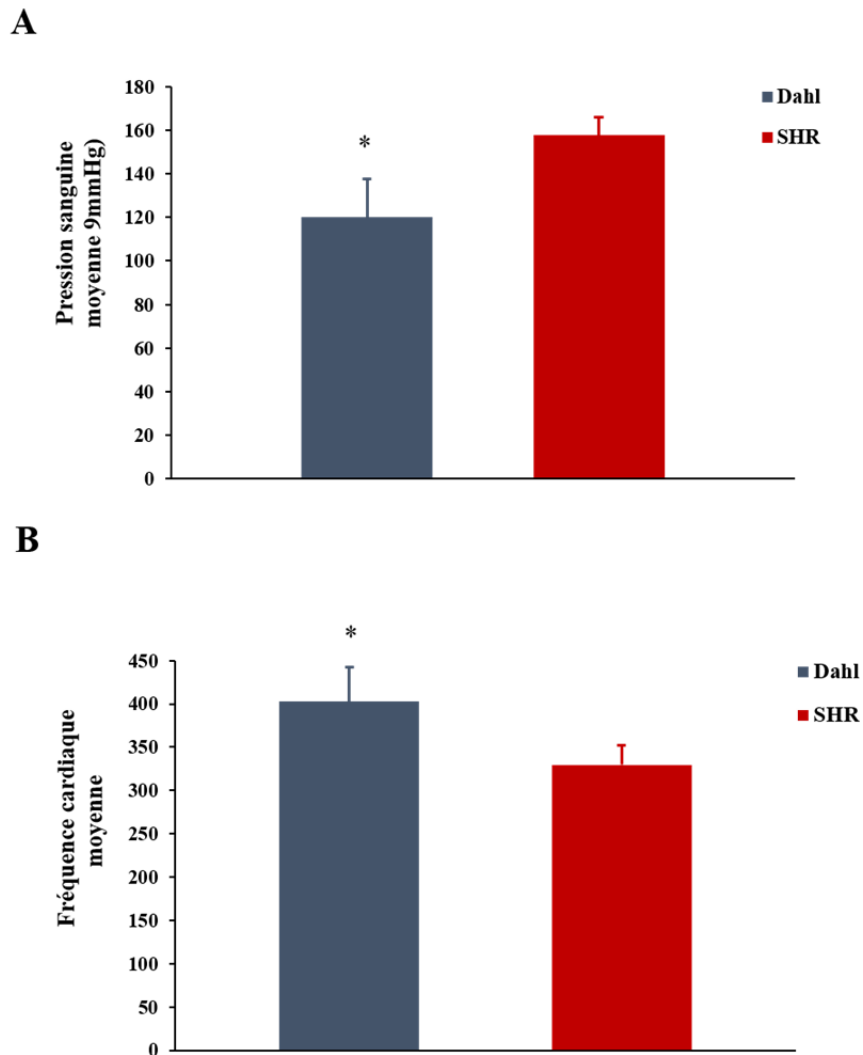 A
180
160
140
120
100
80
60
40
20
0
Pression sanguine
moyenne 9mmHg)
*
Dahl
SHR
B
450
400
350
300
250
200
150
100
50
0
Fréquence cardiaque
moyenne
*
Dahl
SHR